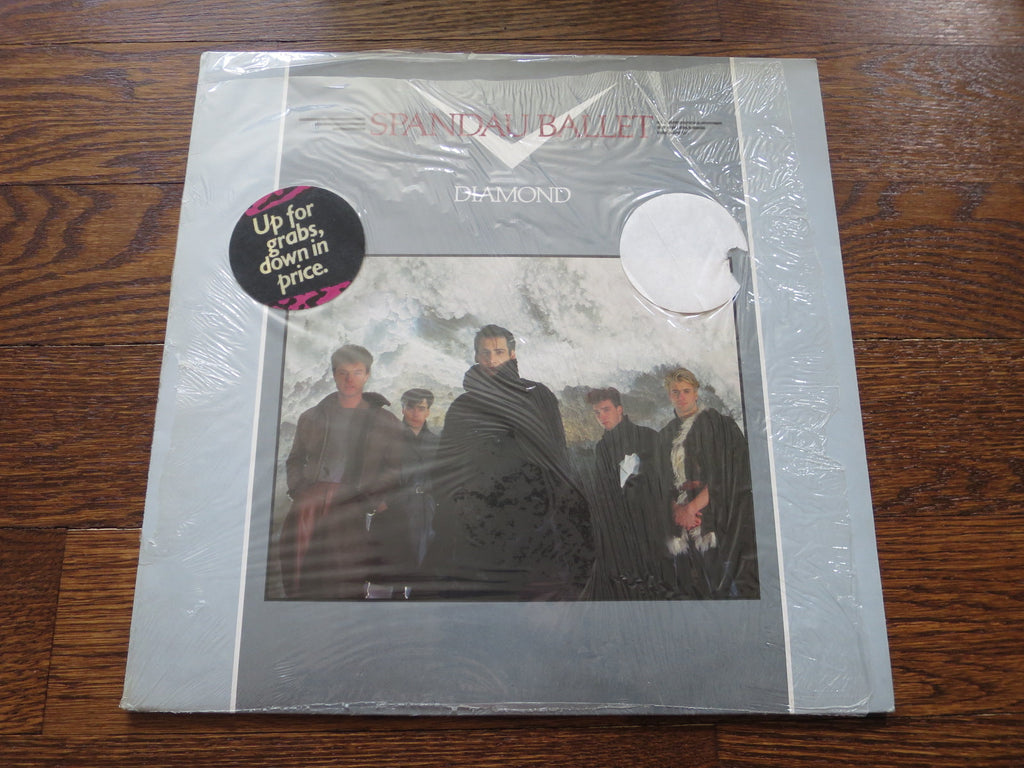 SPANDAU BALLET
DIAMOND
Up for
grabs,
down in
price.